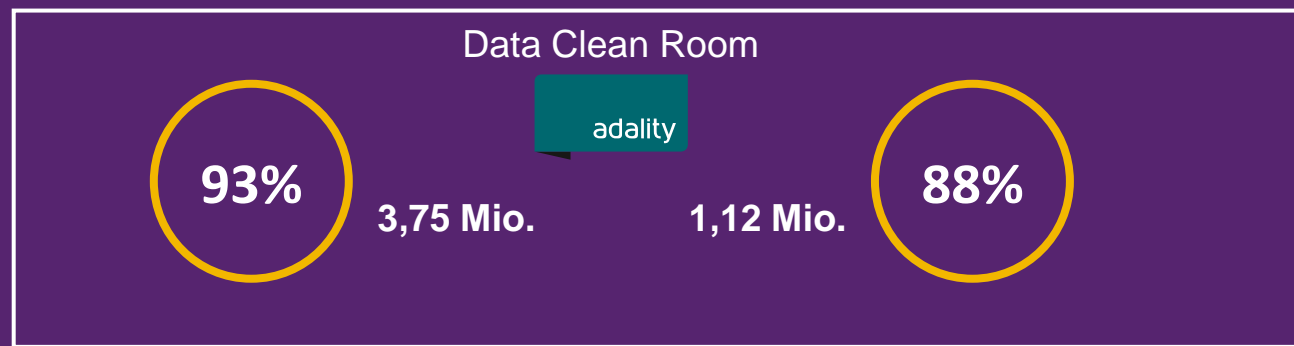 Data Clean Room
adality
93%
3,75 Mio.
1,12 Mio.
88%